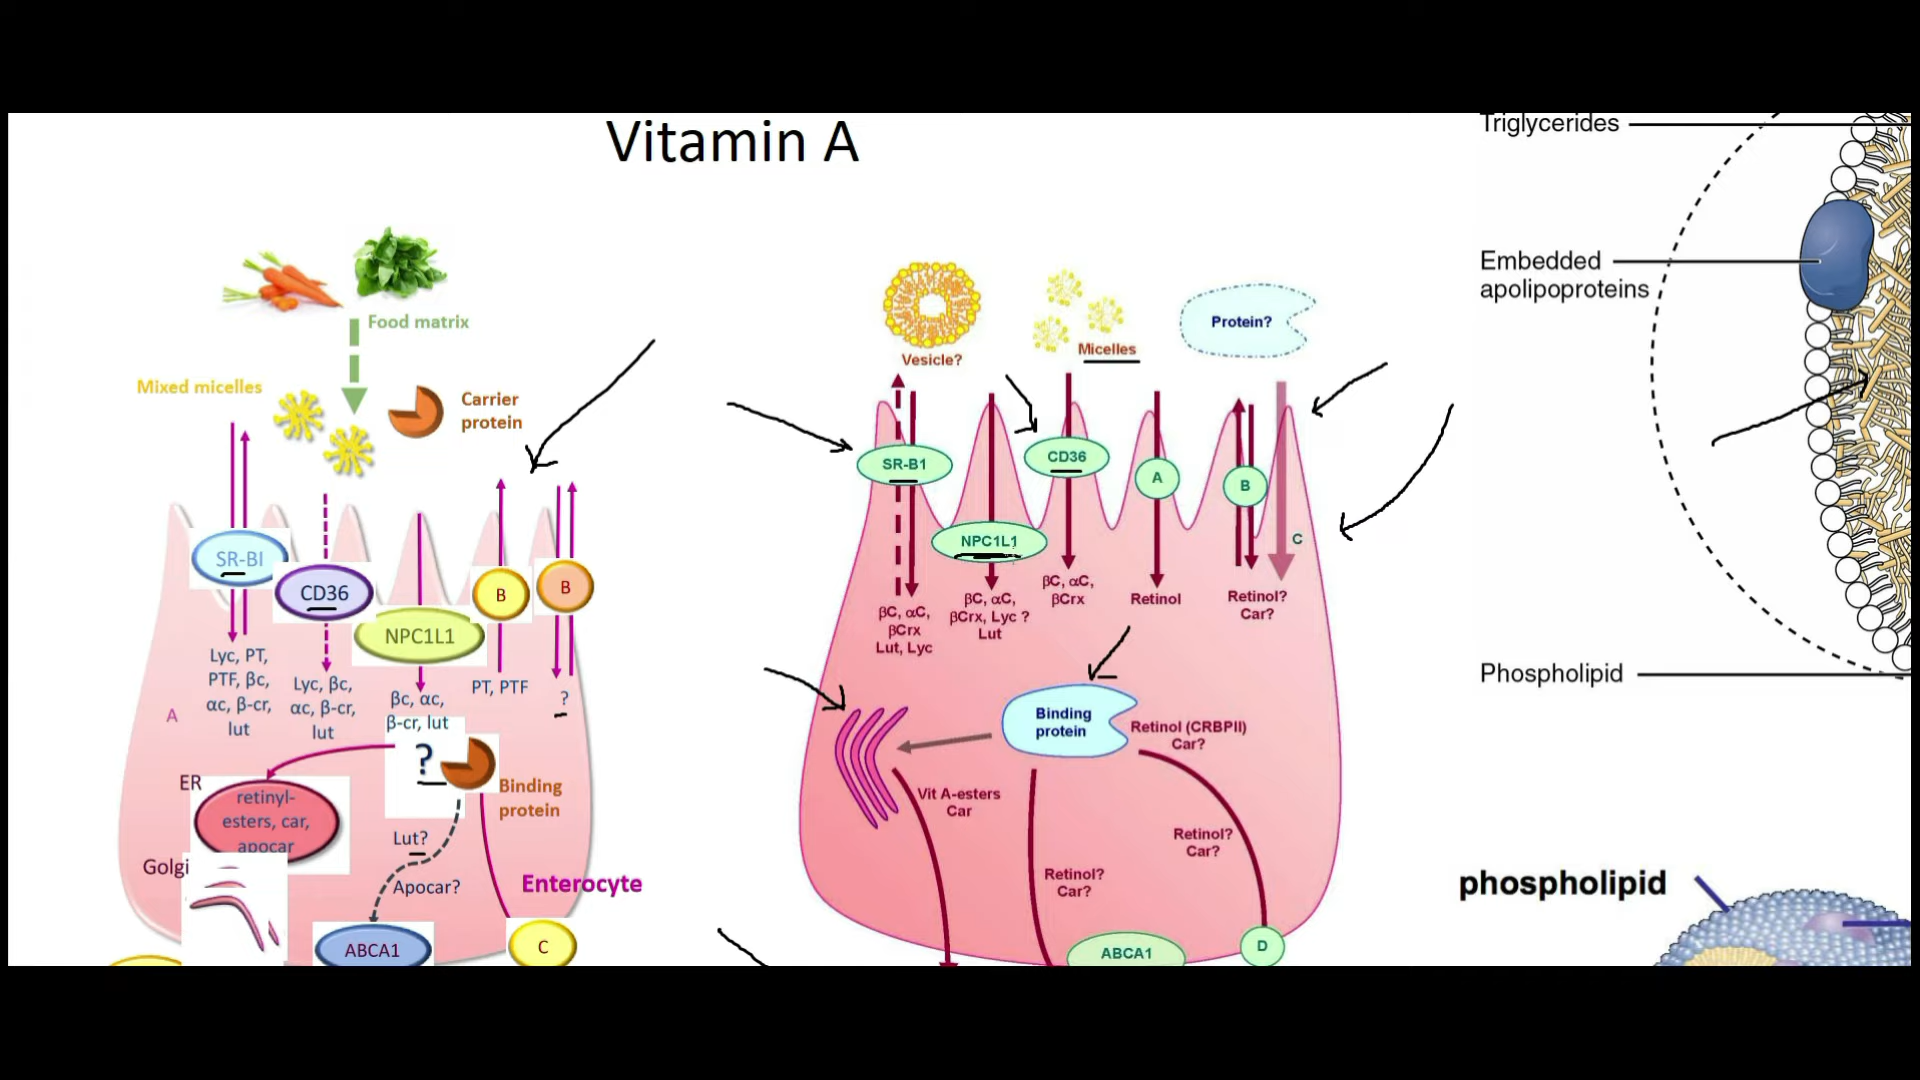 Vitamin A
Food matrix
Mixed micelles
Carrier
protein
SR-BI
CD36
NPC1L1
B
B
Lyc, PT,
PTF, βc,
αc, β-cr,
lut
Lyc, βc,
αc, β-cr,
lut
βc, αc,
β-cr, lut
PT, PTF
?
A
?
ER
retinyl-
esters, car,
apocar
Binding
protein
Lut?
Golgi
Apocar?
Enterocyte
ABCA1
C
Vesicle?
Micelles
Protein?
SR-B1
CD36
A
B
NPC1L1
C
βC, αC,
βCrx
Lut, Lyc
βC, αC,
βCrx, Lyc ?
Lut
βC, αC,
βCrx
Retinol
Retinol?
Car?
Binding
protein
Retinol (CRBPII)
Car?
Vit A-esters
Car
Retinol?
Car?
Retinol?
Car?
ABCA1
D
Triglycerides
Embedded
apolipoproteins
Phospholipid
phospholipid